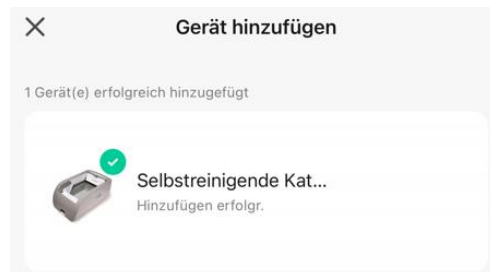 Gerät hinzufügen
1 Gerät(e) erfolgreich hinzugefügt
Selbstreinigende Kat...
Hinzufügen erfolgr.